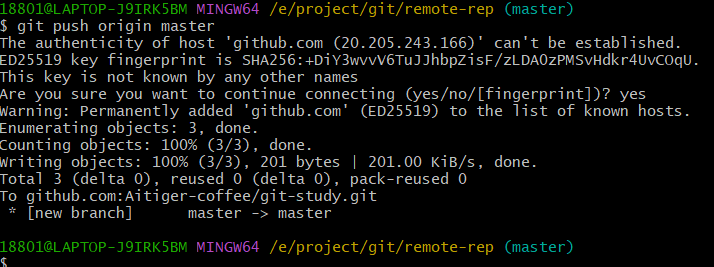 18801@LAPTOP-J9IRK5BM MINGW64 /e/project/git/remote-rep (master)
$ git push origin master
The authenticity of host 'github.com (20.205.243.166)' can't be established.
ED25519 key fingerprint is SHA256:+DiY3wvvV6TuJJhbpZisF/zLDA0zPMSvHdkr4UvCOqU.
This key is not known by any other names
Are you sure you want to continue connecting (yes/no/[fingerprint])? yes
Warning: Permanently added 'github.com' (ED25519) to the list of known hosts.
Enumerating objects: 3, done.
Counting objects: 100% (3/3), done.
Writing objects: 100% (3/3), 201 bytes | 201.00 KiB/s, done.
Total 3 (delta 0), reused 0 (delta 0), pack-reused 0
To github.com:Aitiger-coffee/git-study.git
 * [new branch]      master -> master
18801@LAPTOP-J9IRK5BM MINGW64 /e/project/git/remote-rep (master)
$